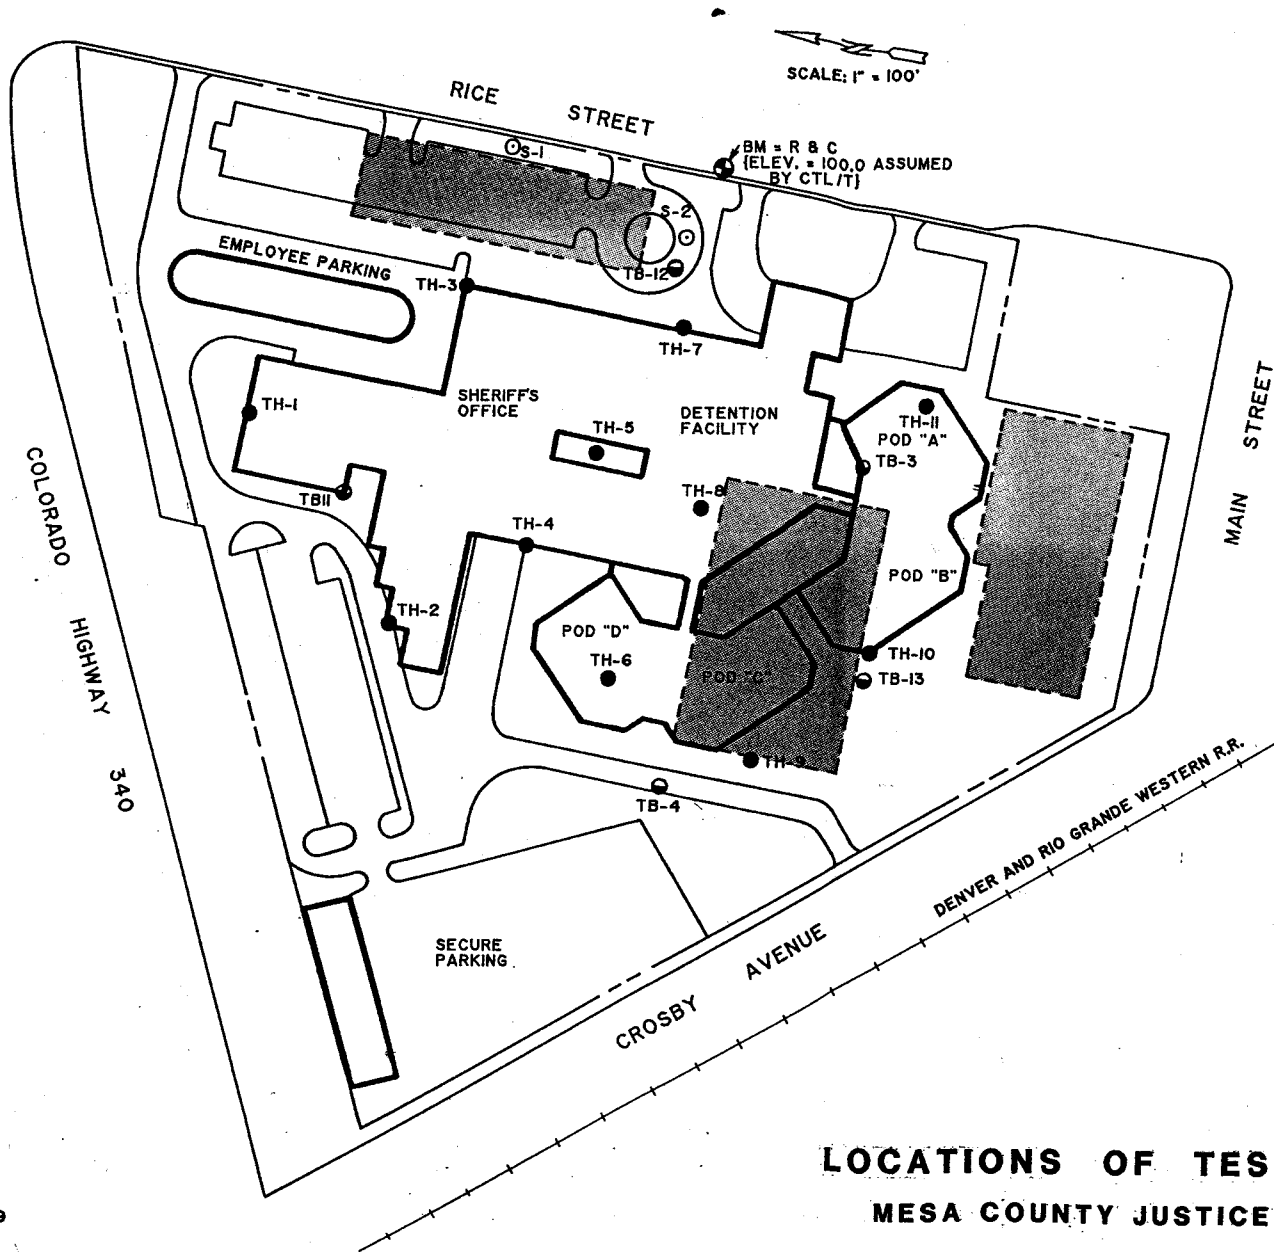 N
SCALE: 1" = 100'
RICE STREET
BM = R & C
{ELEV. = 100.0 ASSUMED
BY CTL/T}
S-1
S-2
EMPLOYEE PARKING
TB-12
TH-3
TH-7
TH-1
SHERIFF'S
OFFICE
DETENTION
FACILITY
TH-11
POD "A"
TH-5
TB-3
TB11
TH-8
TH-4
POD "B"
TH-2
POD "D"
TH-6
POD "C"
TH-10
TB-13
TH-9
TB-4
COLORADO HIGHWAY 340
MAIN STREET
SECURE
PARKING
CROSBY AVENUE
DENVER AND RIO GRANDE WESTERN R.R.
LOCATIONS OF TES
MESA COUNTY JUSTICE